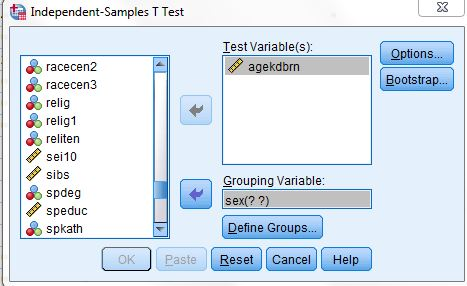 Independent-Samples T Test
Test Variable(s):
racecen2
racecen3
relig
relig1
reliten
sei10
sibs
spdeg
speduc
spkath
agekdbrn
Options...
Bootstrap...
Grouping Variable:
sex(? ?)
Define Groups...
OK
Paste
Reset
Cancel
Help